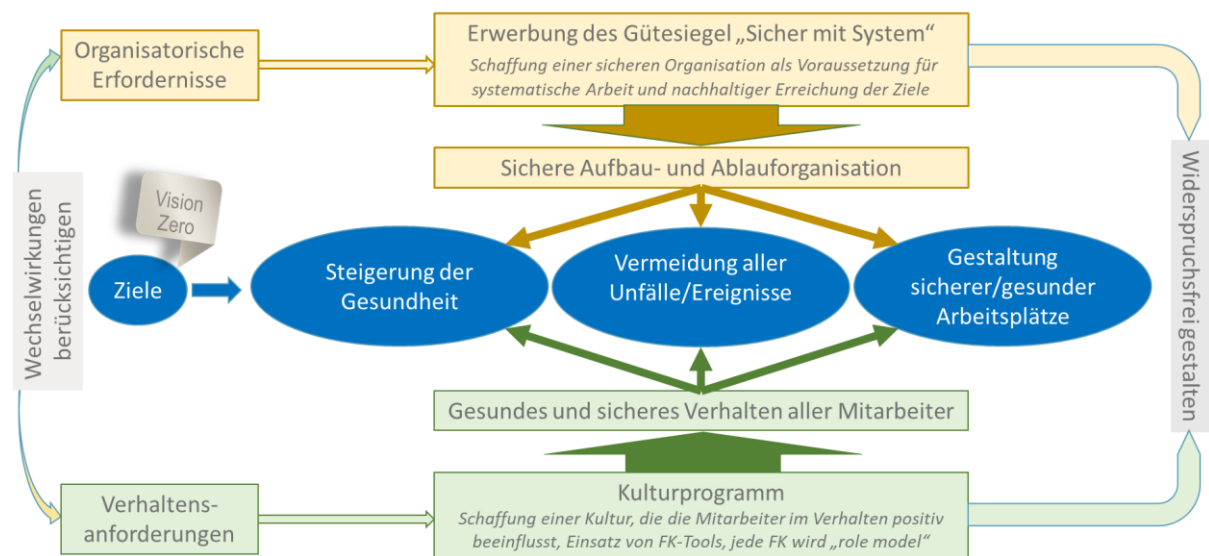 Organisatorische
Erfordernisse
Erwerbung des Gütesiegel „Sicher mit System“
Schaffung einer sicheren Organisation als Voraussetzung für
systematische Arbeit und nachhaltiger Erreichung der Ziele
Sichere Aufbau- und Ablauforganisation
Wechselwirkungen
berücksichtigen
Vision
Zero
Ziele
Steigerung der
Gesundheit
Vermeidung aller
Unfälle/Ereignisse
Gestaltung
sicherer/gesunder
Arbeitsplätze
Widerspruchsfrei gestalten
Gesundes und sicheres Verhalten aller Mitarbeiter
Verhaltens-
anforderungen
Kulturprogramm
Schaffung einer Kultur, die die Mitarbeiter im Verhalten positiv
beeinflusst, Einsatz von FK-Tools, jede FK wird „role model“